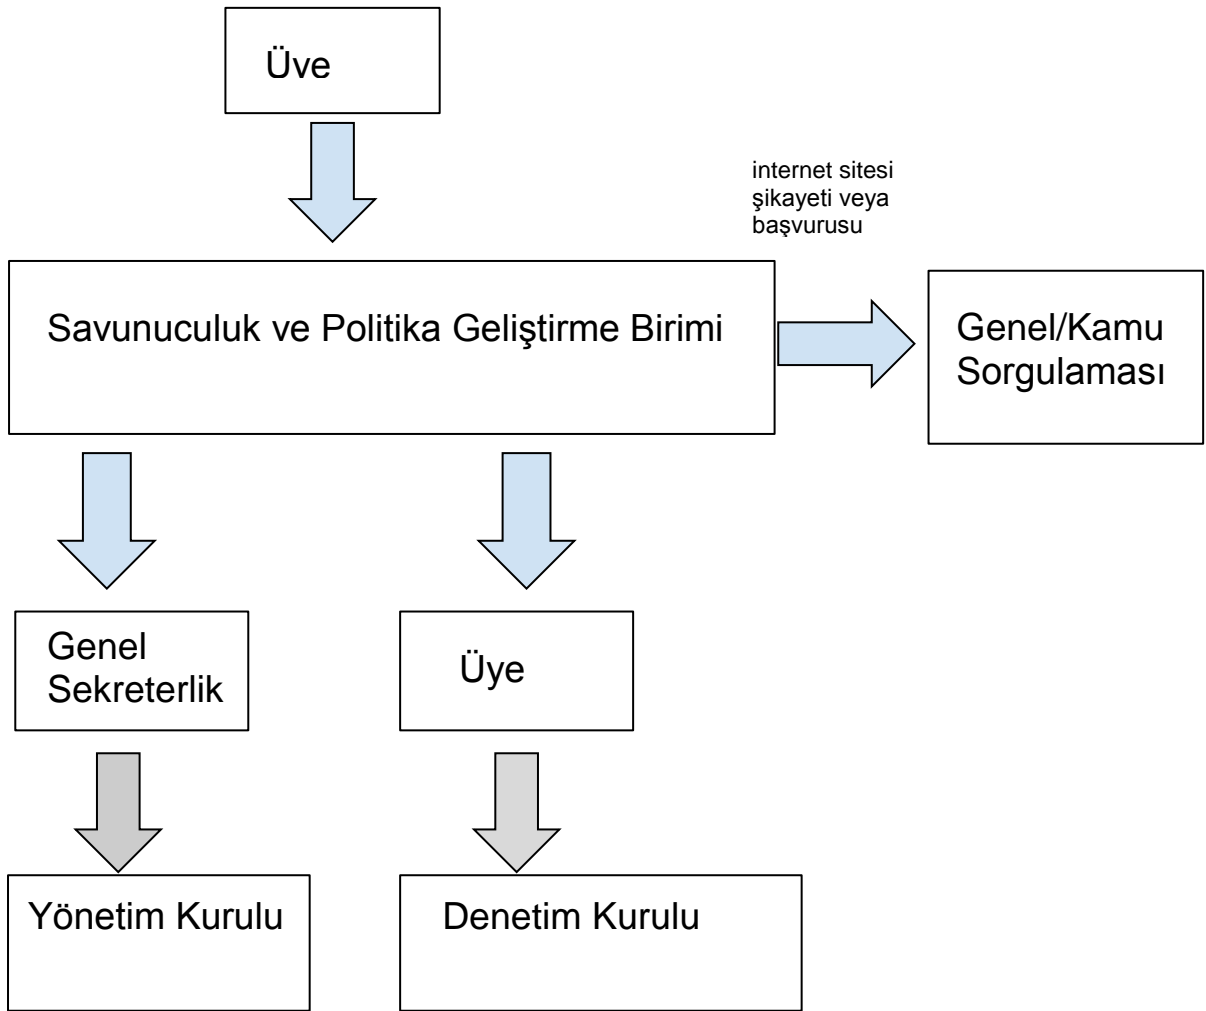 Üye
internet sitesi
şikayeti veya
başvurusu
Savunuculuk ve Politika Geliştirme Birimi
Genel/Kamu
Sorgulaması
Genel
Sekreterlik
Üye
Yönetim Kurulu
Denetim Kurulu